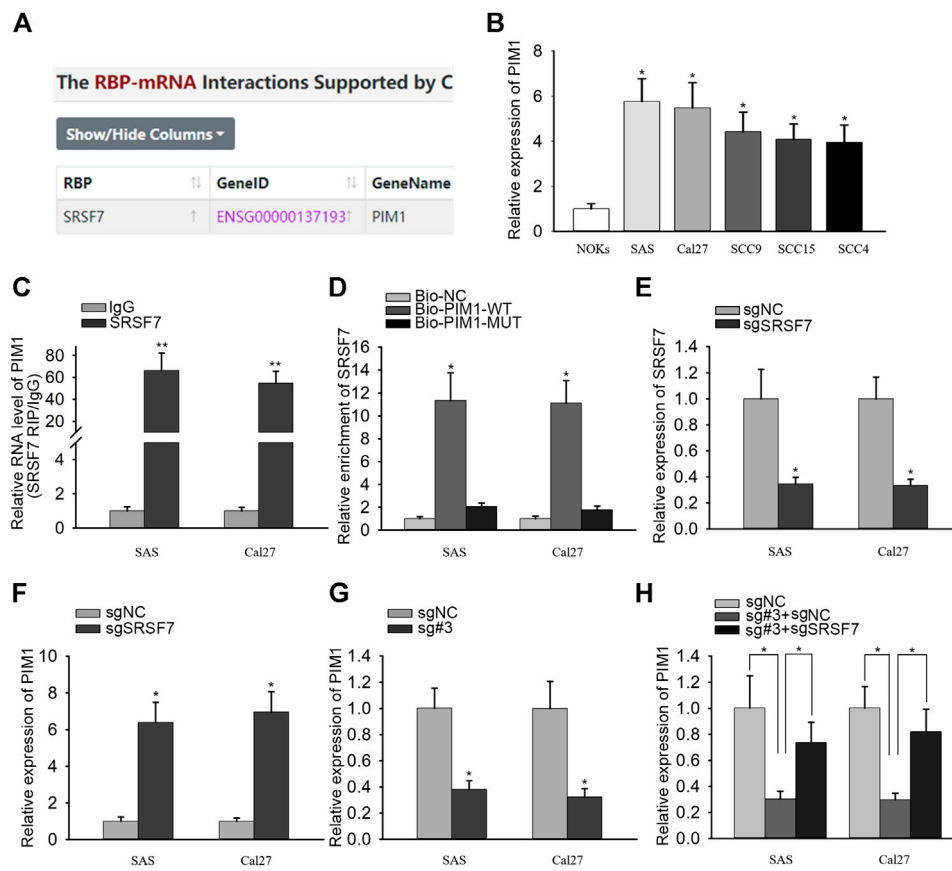 A
The RBP-mRNA Interactions Supported by C
Show/Hide Columns
RBP GeneID GeneName
SRSF7 ENSG00000137193 PIM1
B
Relative expression of PIM1
8
6
4
2
0
* * * * *
NOKs SAS Cal27 SCC9 SCC15 SCC4
C
IgG
SRSF7
Relative RNA level of PIM1
(SRSF7 RIP/IgG)
80
60
40
20
4
2
0
** **
SAS Cal27
D
Bio-NC
Bio-PIM1-WT
Bio-PIM1-MUT
Relative enrichment of SRSF7
14
12
10
8
6
4
2
0
* *
SAS Cal27
E
sgNC
sgSRSF7
Relative expression of SRSF7
1.4
1.2
1.0
0.8
0.6
0.4
0.2
0.0
* *
SAS Cal27
F
sgNC
sgSRSF7
Relative expression of PIM1
10
8
6
4
2
0
* *
SAS Cal27
G
sgNC
sg#3
Relative expression of PIM1
1.4
1.2
1.0
0.8
0.6
0.4
0.2
0.0
* *
SAS Cal27
H
sgNC
sg#3+sgNC
sg#3+sgSRSF7
Relative expression of PIM1
1.4
1.2
1.0
0.8
0.6
0.4
0.2
0.0
* * * *
SAS Cal27